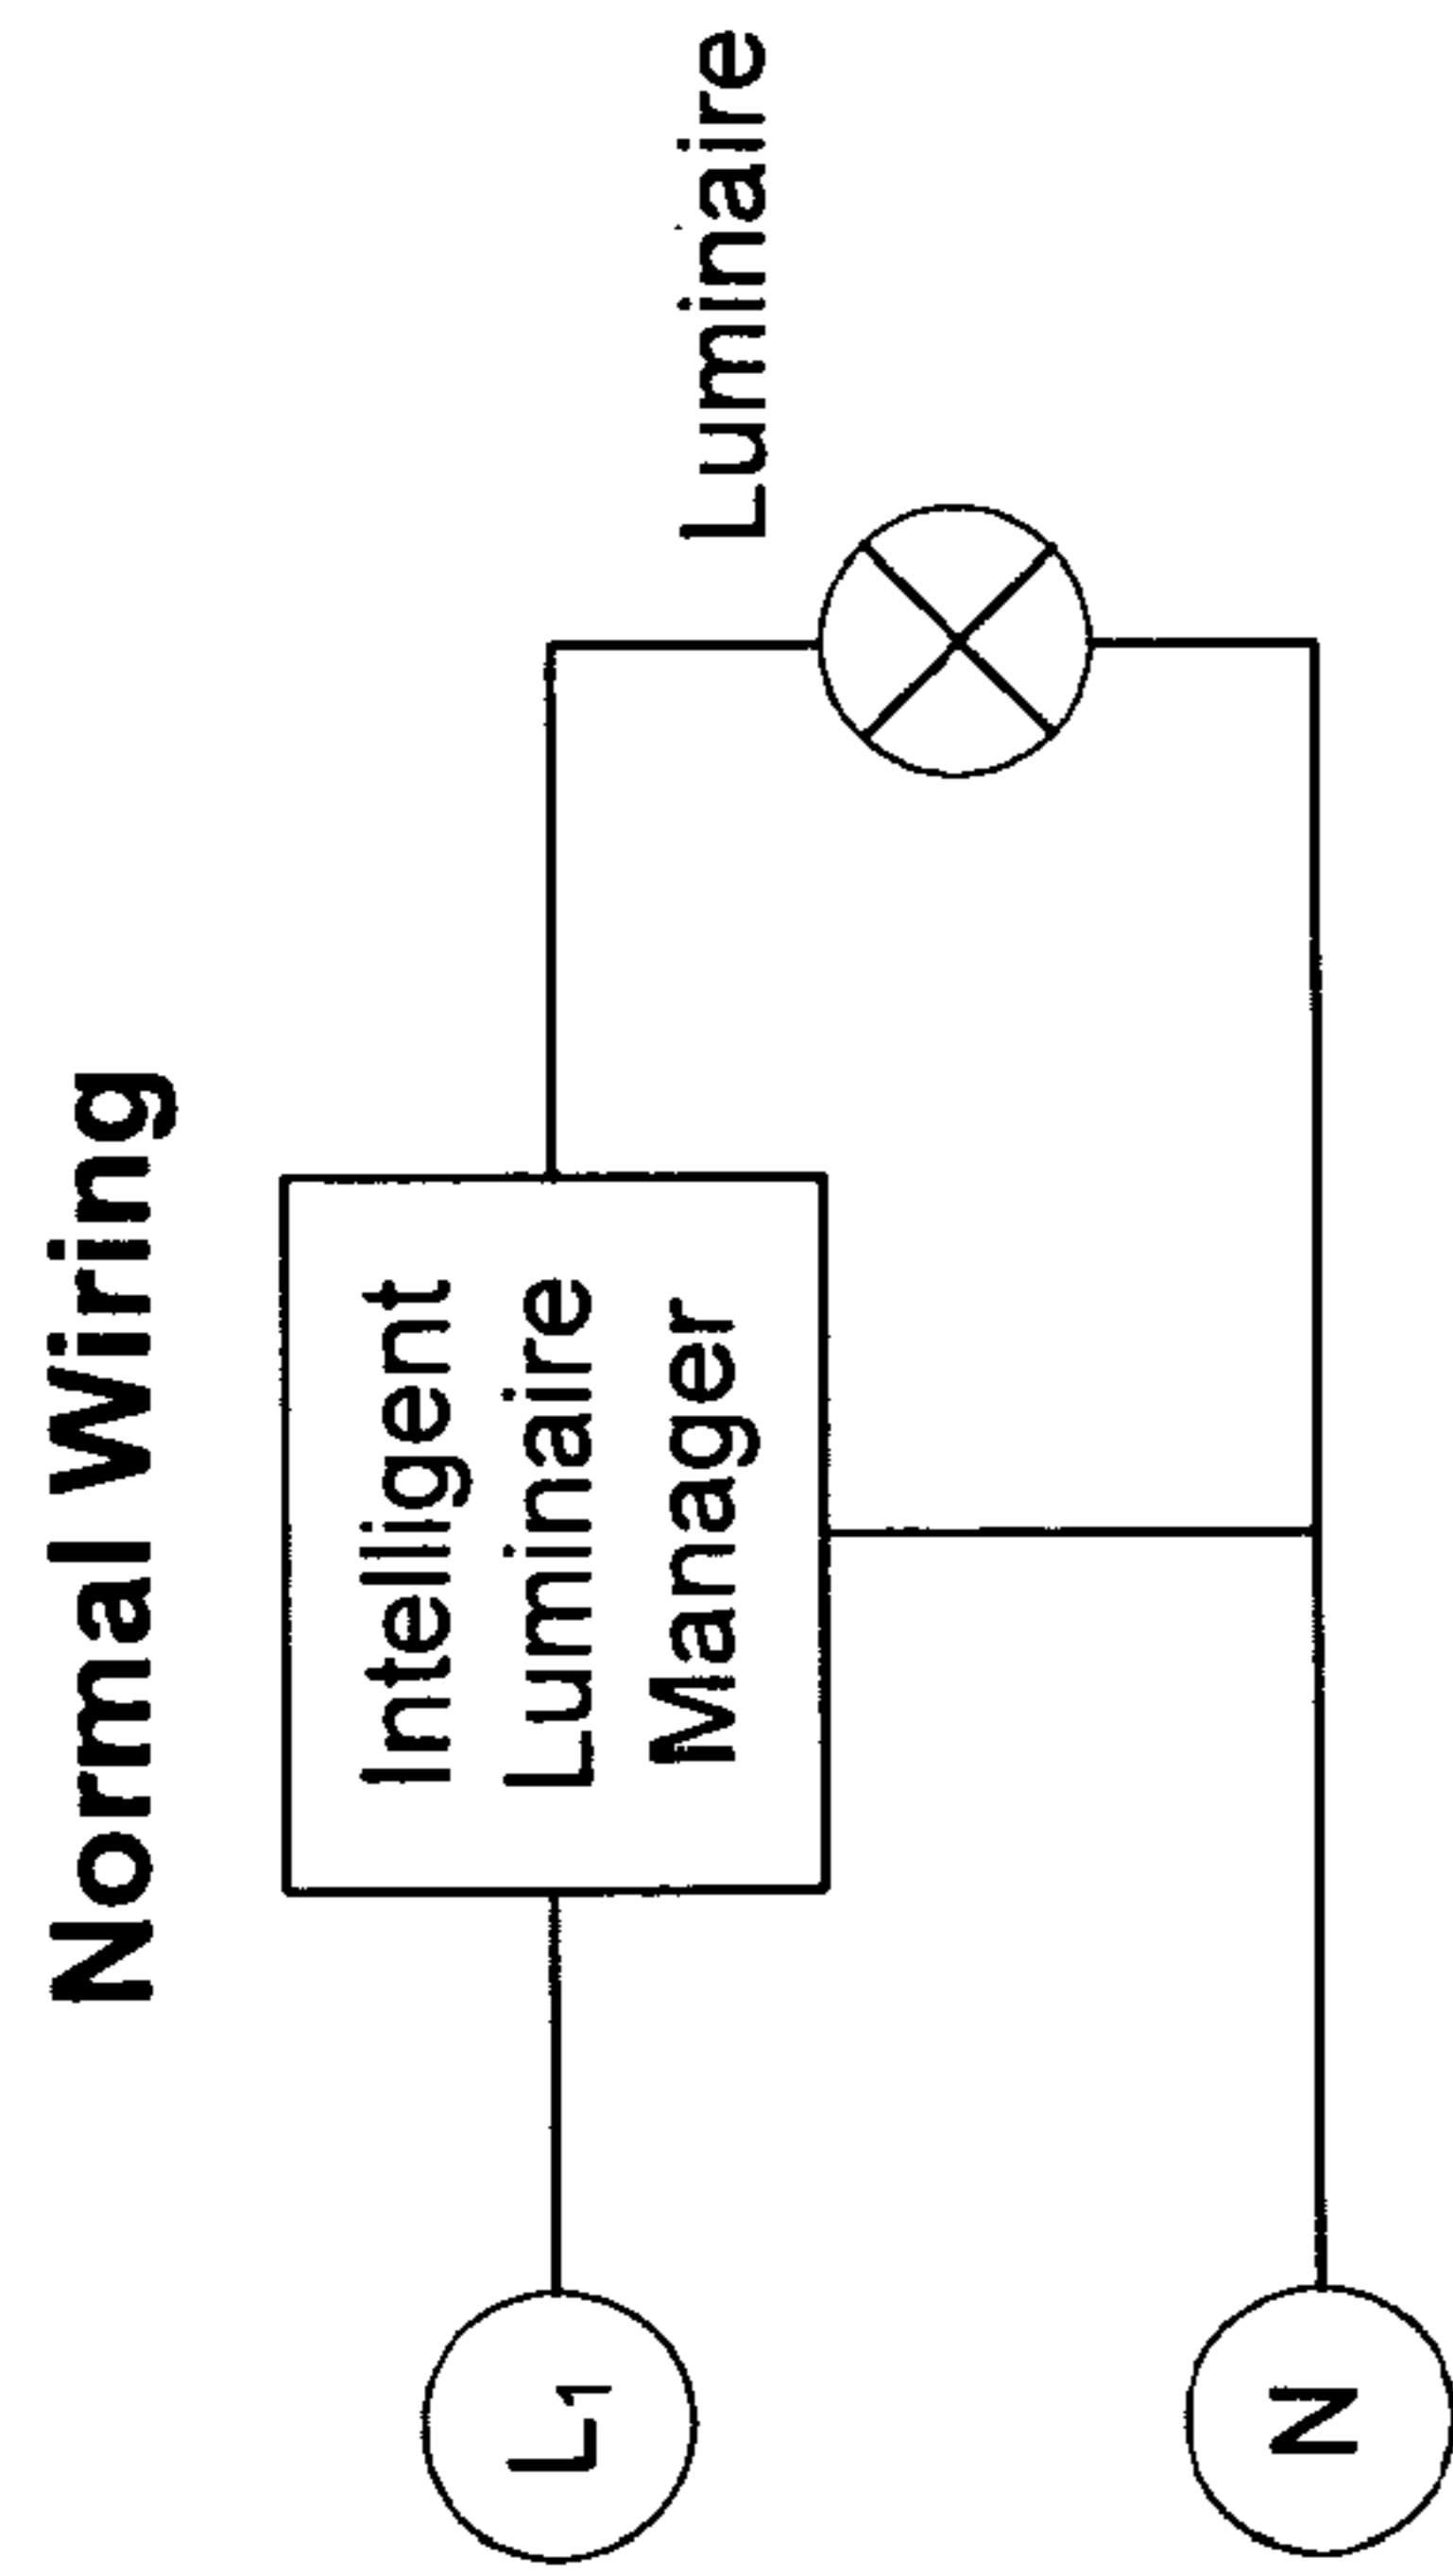 Normal Wiring
Luminaire
Intelligent
Luminaire
Manager
L₁
N